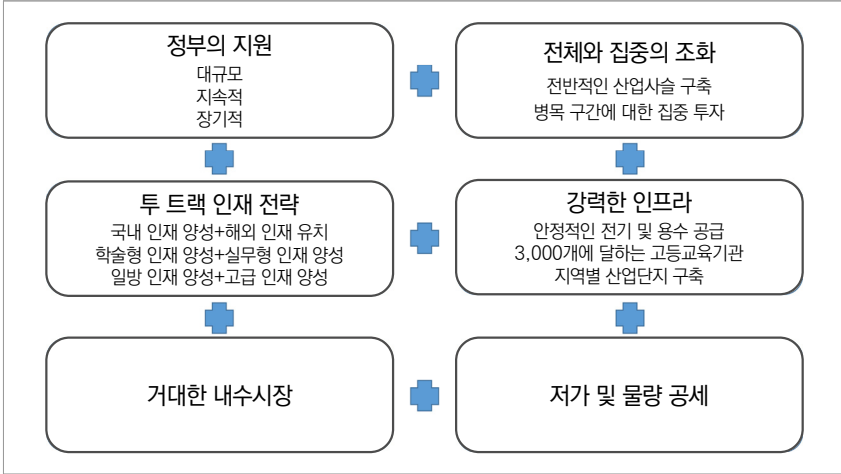 정부의 지원
대규모
지속적
장기적
전체와 집중의 조화
전반적인 산업사슬 구축
병목 구간에 대한 집중 투자
투 트랙 인재 전략
국내 인재 양성+해외 인재 유치
학술형 인재 양성+실무형 인재 양성
일방 인재 양성+고급 인재 양성
강력한 인프라
안정적인 전기 및 용수 공급
3,000개에 달하는 고등교육기관
지역별 산업단지 구축
거대한 내수시장
저가 및 물량 공세